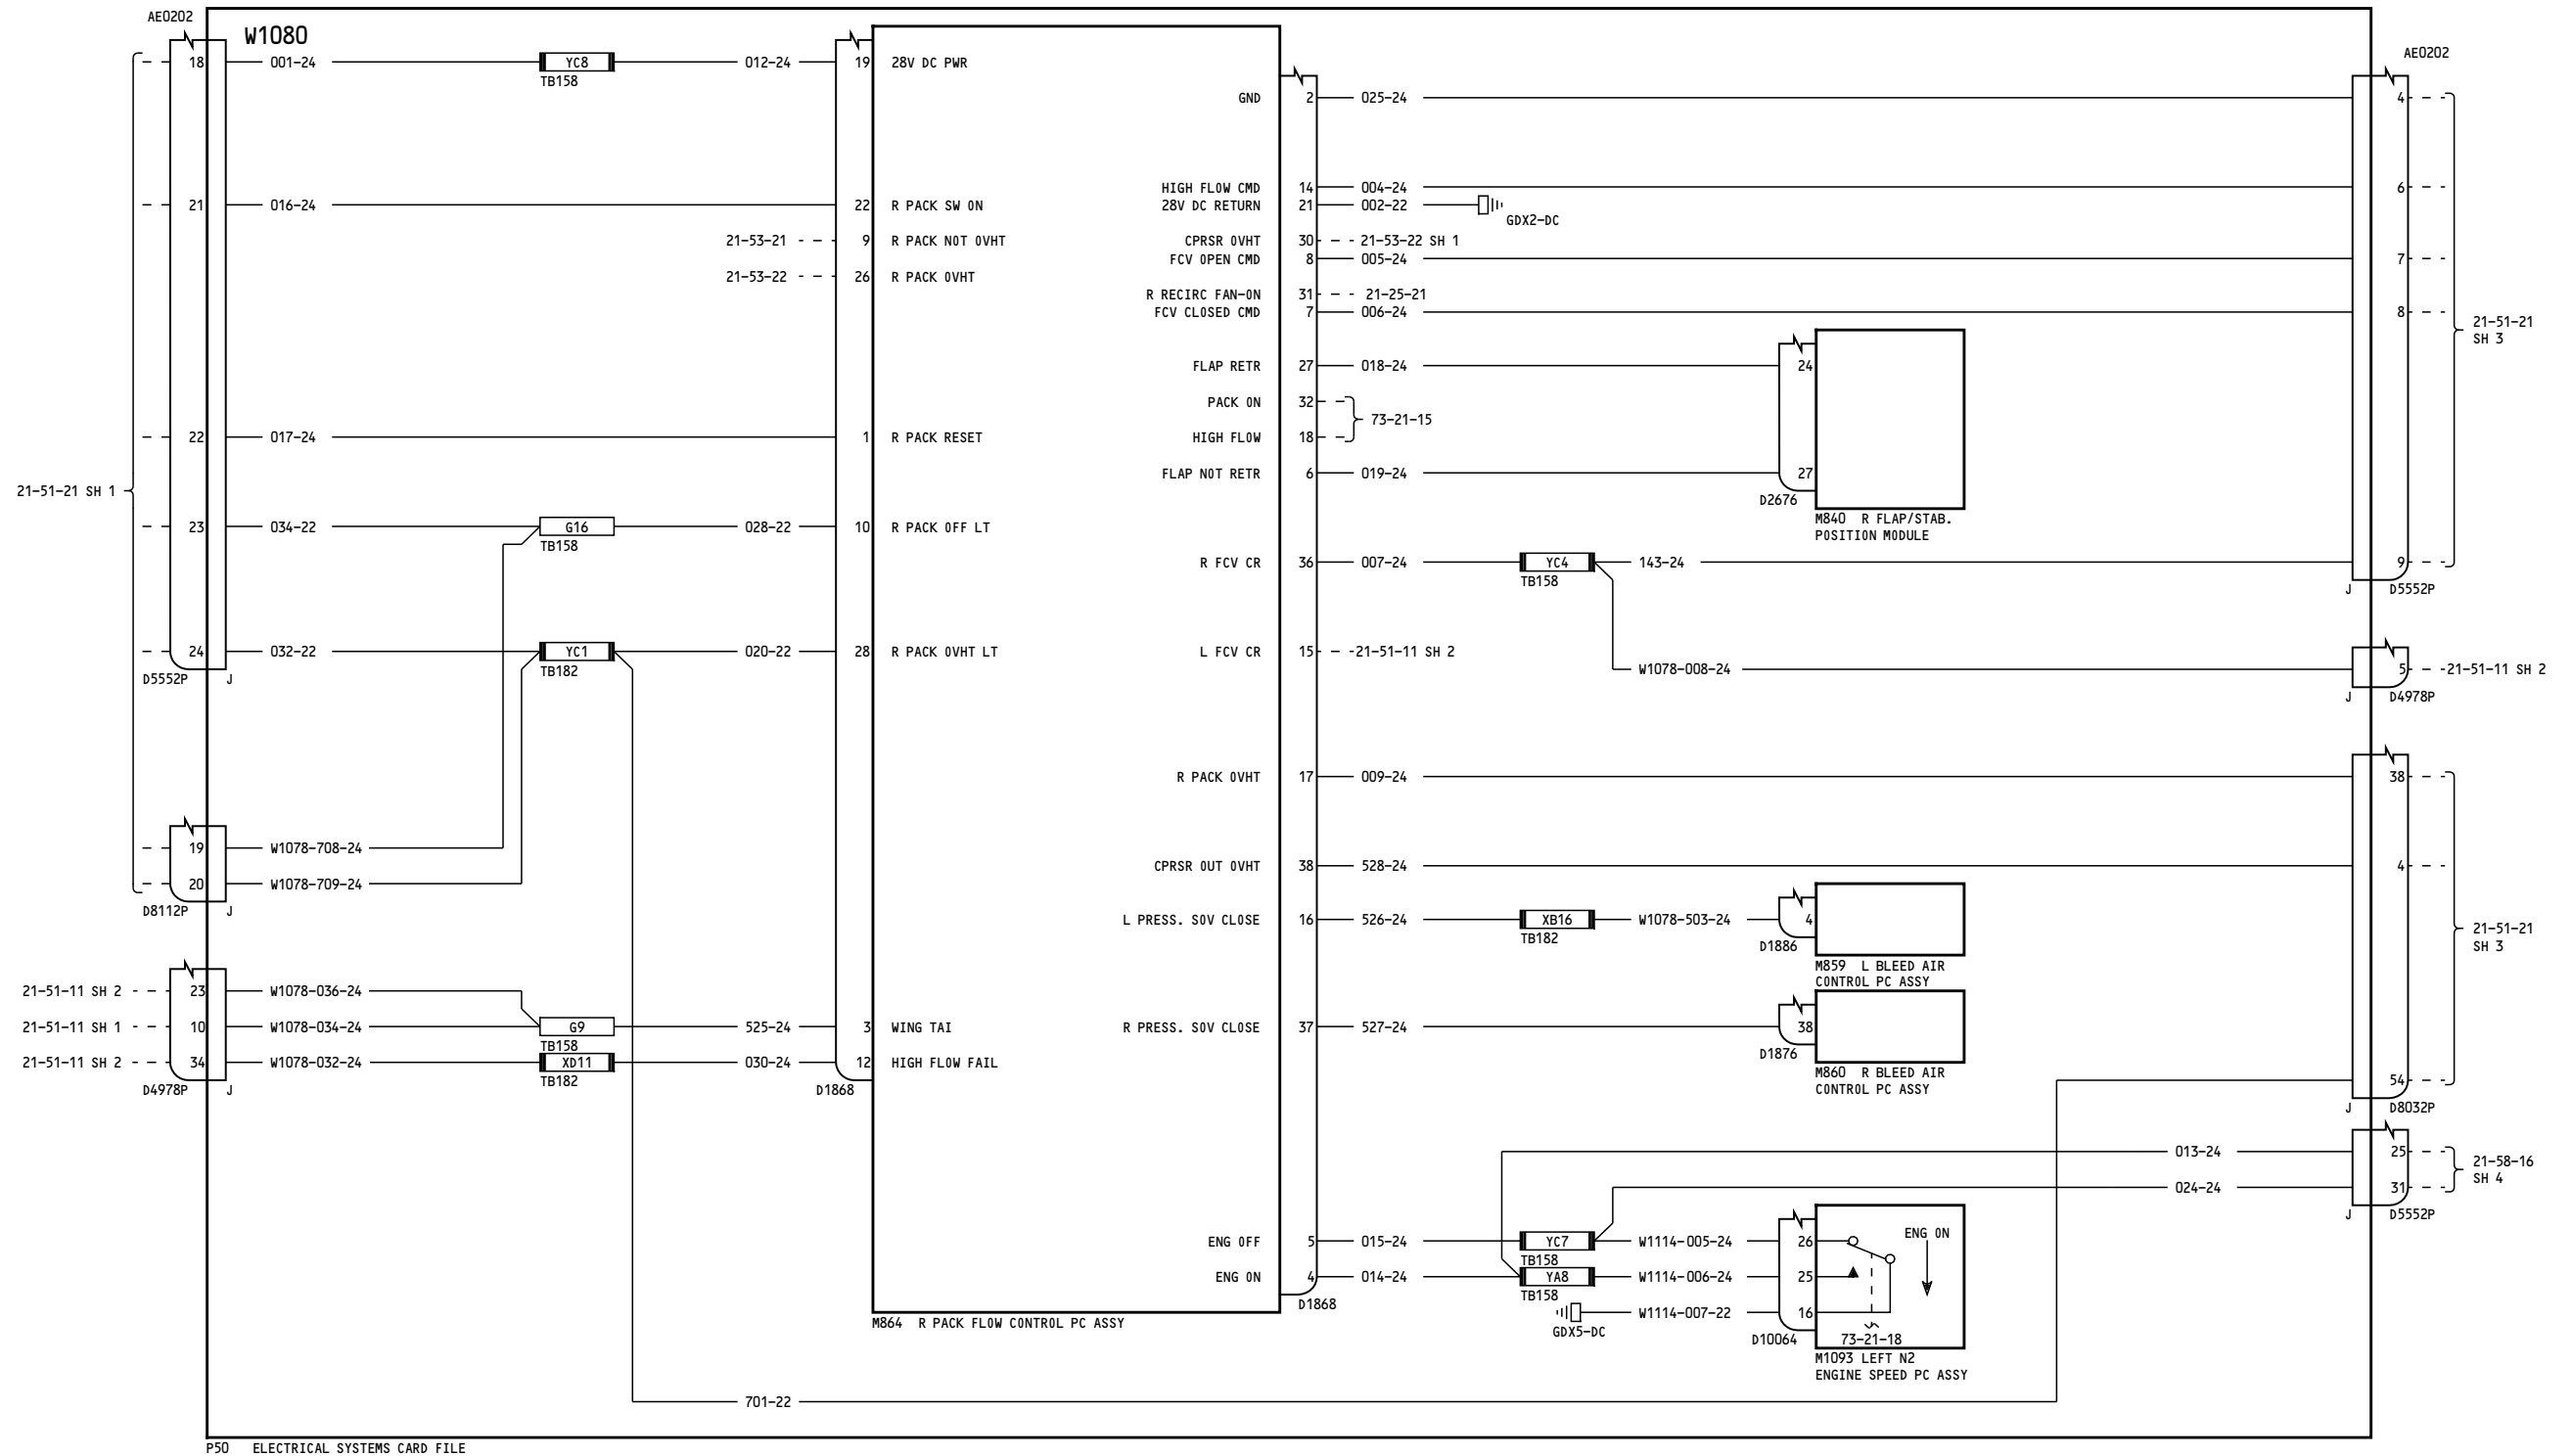 AE0202
W1080
18 001-24 YC8 012-24 19 28V DC PWR
TB158
AE0202
GND 2 025-24 4
HIGH FLOW CMD 14 004-24 6
21 016-24 22 R PACK SW ON 28V DC RETURN 21 002-22
GDX2-DC
21-53-21 9 R PACK NOT OVHT CPRSR OVHT 30 21-53-22 SH 1
FCV OPEN CMD 8 005-24 7
21-53-22 26 R PACK OVHT
R RECIRC FAN-ON 31 21-25-21
FCV CLOSED CMD 7 006-24 8
21-51-21
SH 3
FLAP RETR 27 018-24 24
PACK ON 32
73-21-15
22 017-24 1 R PACK RESET HIGH FLOW 18
FLAP NOT RETR 6 019-24 27
21-51-21 SH 1
D2676
M840 R FLAP/STAB.
POSITION MODULE
23 034-22 G16 028-22 10 R PACK OFF LT
TB158
R FCV CR 36 007-24 YC4 143-24 9
TB158
J D5552P
24 032-22 YC1 020-22 28 R PACK OVHT LT L FCV CR 15 21-51-11 SH 2
TB182
D5552P J
W1078-008-24 5 21-51-11 SH 2
J D4978P
R PACK OVHT 17 009-24 38
19 W1078-708-24
CPRSR OUT OVHT 38 528-24 4
20 W1078-709-24
D8112P J
L PRESS. SOV CLOSE 16 526-24 XB16 W1078-503-24 4
TB182
D1886
M859 L BLEED AIR
CONTROL PC ASSY
21-51-21
SH 3
21-51-11 SH 2 23 W1078-036-24
21-51-11 SH 1 10 W1078-034-24 G9 525-24 3 WING TAI R PRESS. SOV CLOSE 37 527-24 38
TB158
D1876
21-51-11 SH 2 34 W1078-032-24 XD11 030-24 12 HIGH FLOW FAIL
TB182
D4978P J
D1868
M860 R BLEED AIR
CONTROL PC ASSY
54
J D8032P
013-24 25
21-58-16
SH 4
024-24 31
J D5552P
ENG OFF 5 015-24 YC7 W1114-005-24 26 ENG ON
TB158
ENG ON 4 014-24 YA8 W1114-006-24 25
TB158
D1868
W1114-007-22 16
GDX5-DC
D10064 73-21-18
M864 R PACK FLOW CONTROL PC ASSY
M1093 LEFT N2
ENGINE SPEED PC ASSY
701-22
P50 ELECTRICAL SYSTEMS CARD FILE